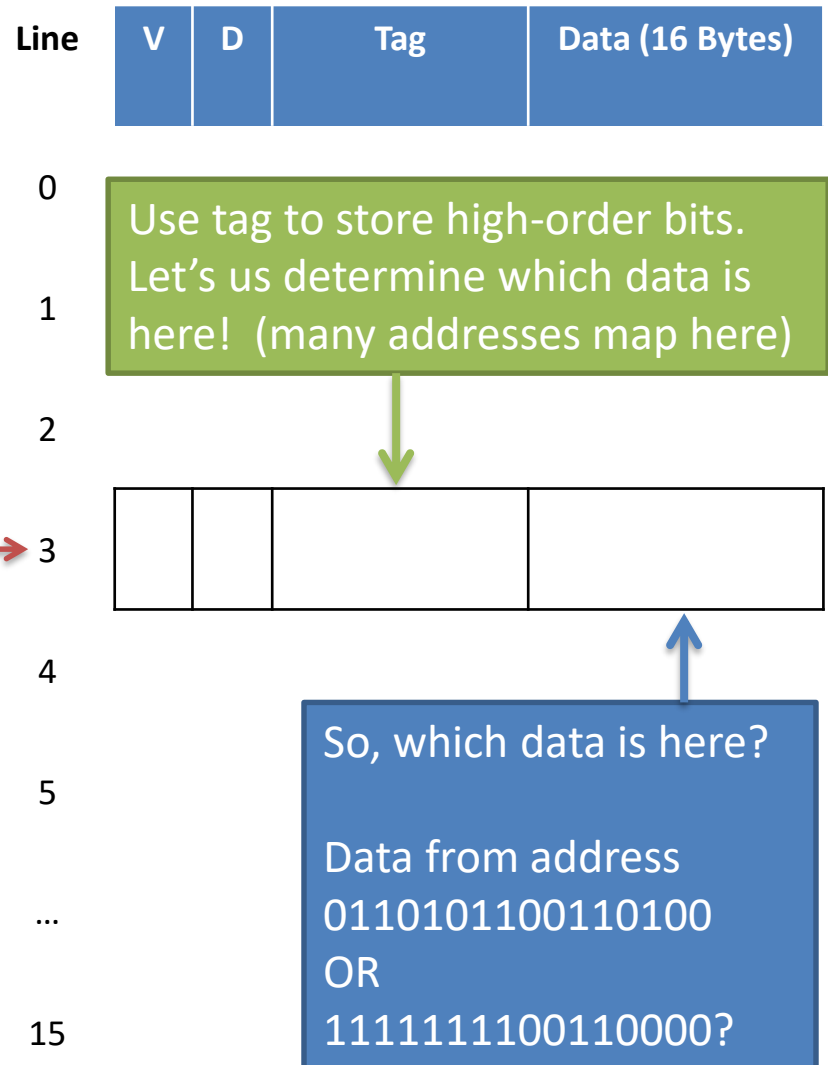 Line V D Tag Data (16 Bytes)
0
Use tag to store high-order bits.
Let’s us determine which data is
1
here!  (many addresses map here)
2
3
4
So, which data is here?
5
Data from address
0110101100110100
...
OR
1111111100110000?
15